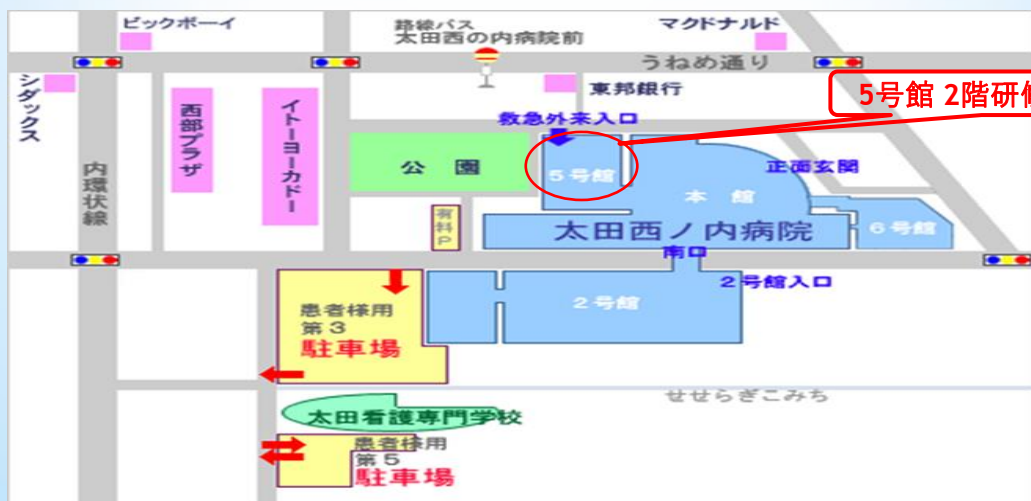 ビックボーイ
路線バス
太田西の内病院前
マクドナルド
うねめ通り
シダックス
東邦銀行
5号館 2階研修
西部プラザ
イトーヨーカドー
救急外来入口
内環状線
公園
5号館
正面玄関
本館
有料P
太田西ノ内病院
6号館
南口
2号館入口
患者様用
第3
駐車場
2号館
せせらぎこみち
太田看護専門学校
患者様用
第5
駐車場